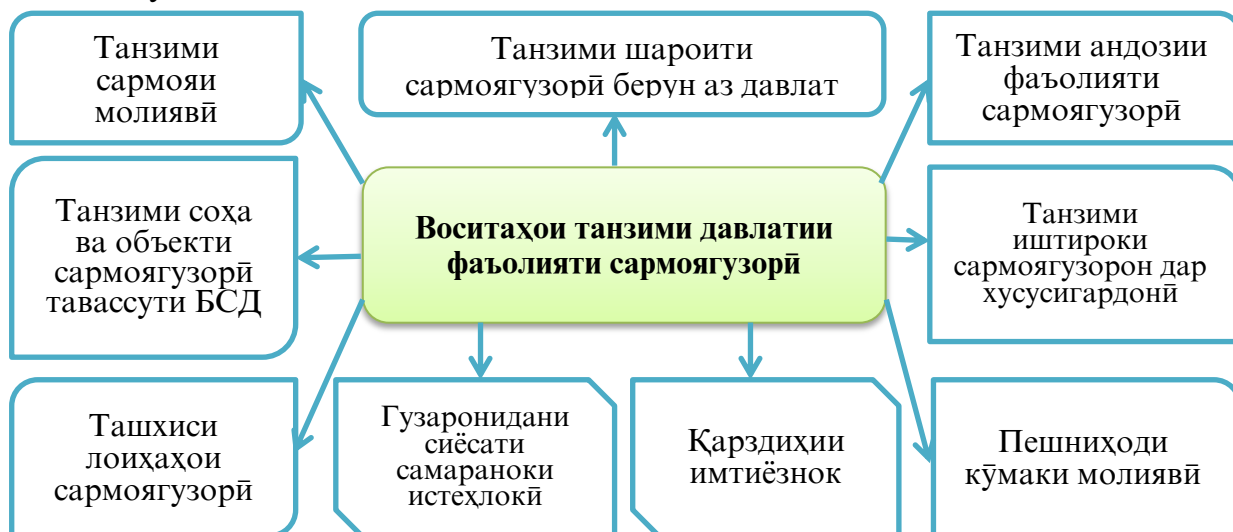 Танзими
сармояи
молиявӣ
Танзими шароити
сармоягузорӣ берун аз давлат
Танзими андозии
фаъолияти
сармоягузорӣ
Танзими соҳа
ва объекти
сармоягузорӣ
тавассути БСД
Воситаҳои танзими давлатии
фаъолияти сармоягузорӣ
Танзими
иштироки
сармоягузорон дар
хусусигардонӣ
Ташхиси
лоиҳаҳои
сармоягузорӣ
Гузаронидани
сиёсати
самараноки
истеҳлокӣ
Қарздиҳии
имтиёзнок
Пешниҳоди
кӯмаки молиявӣ